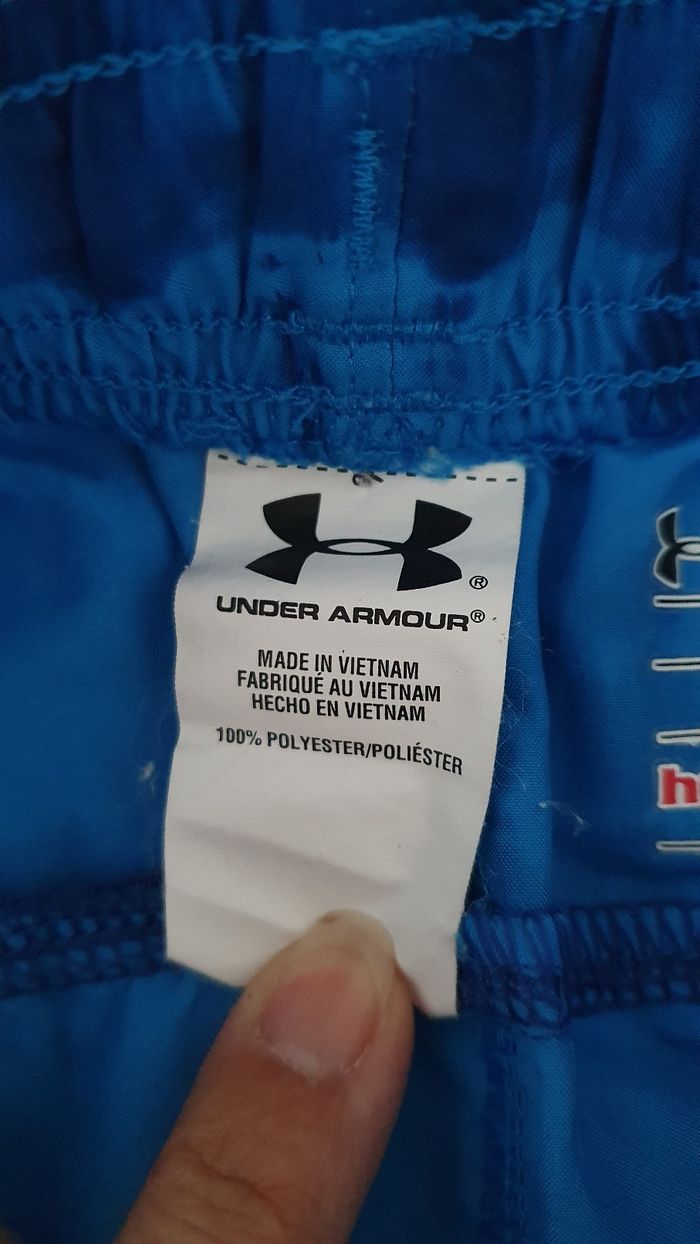 UNDER ARMOUR®
MADE IN VIETNAM
FABRIQUÉ AU VIETNAM
HECHO EN VIETNAM
100% POLYESTER/POLIÉSTER
h